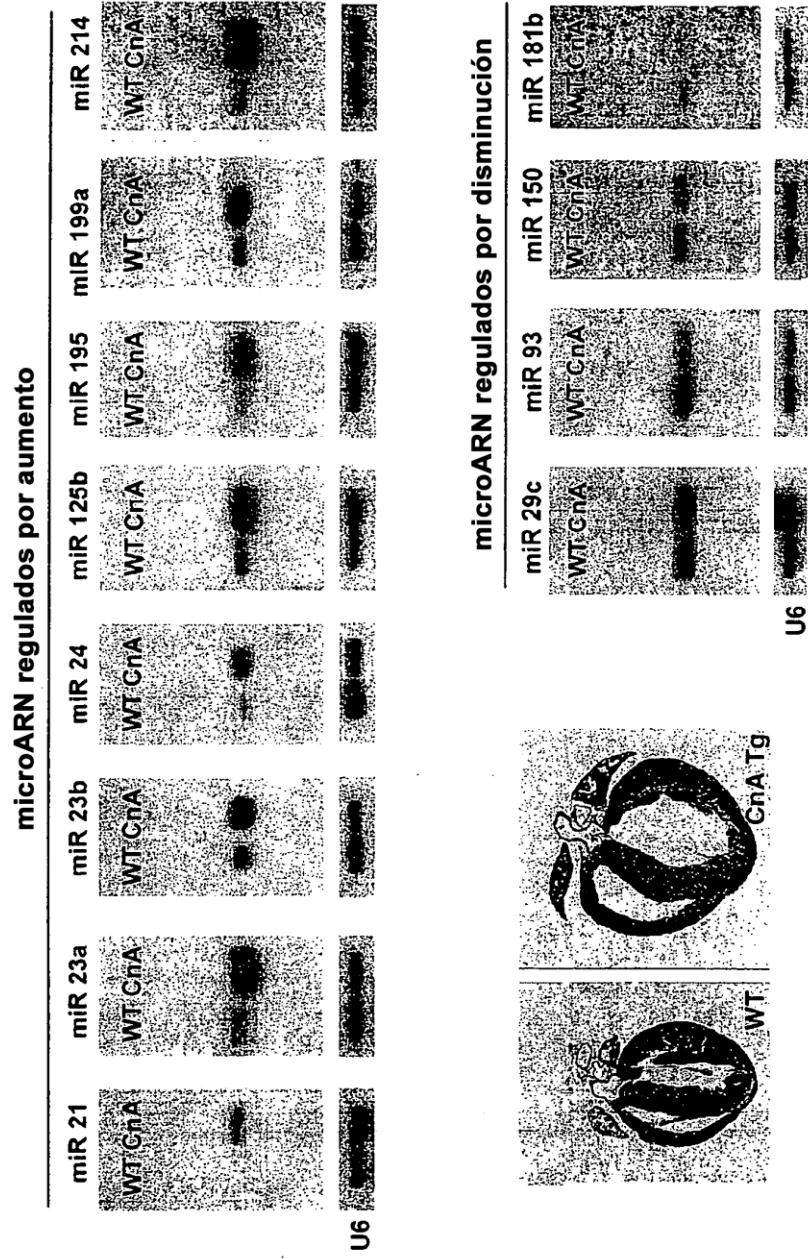 microARN regulados por aumento
miR 21 miR 23a miR 23b miR 24 miR 125b miR 195 miR 199a miR 214
WT CnA WT CnA WT CnA WT CnA WT CnA WT CnA WT CnA WT CnA
U6
microARN regulados por disminución
miR 29c miR 93 miR 150 miR 181b
WT CnA WT CnA WT CnA WT CnA
U6
WT CnA Tg